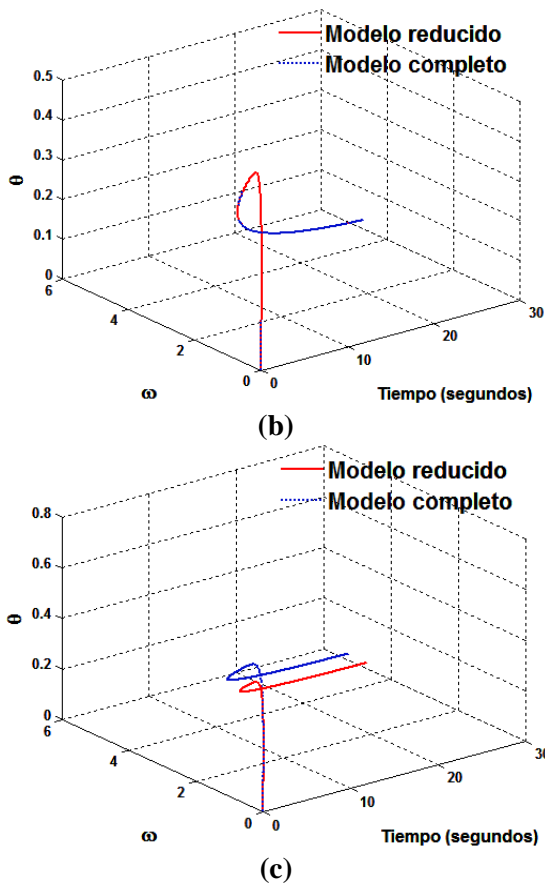 Modelo reducido
Modelo completo
0.5
0.4
0.3
0.2
0.1
0
θ
6
4
2
0
ω
0
10
20
30
Tiempo (segundos)
(b)
Modelo reducido
Modelo completo
0.8
0.6
0.4
0.2
0
θ
6
4
2
0
ω
0
10
20
30
Tiempo (segundos)
(c)